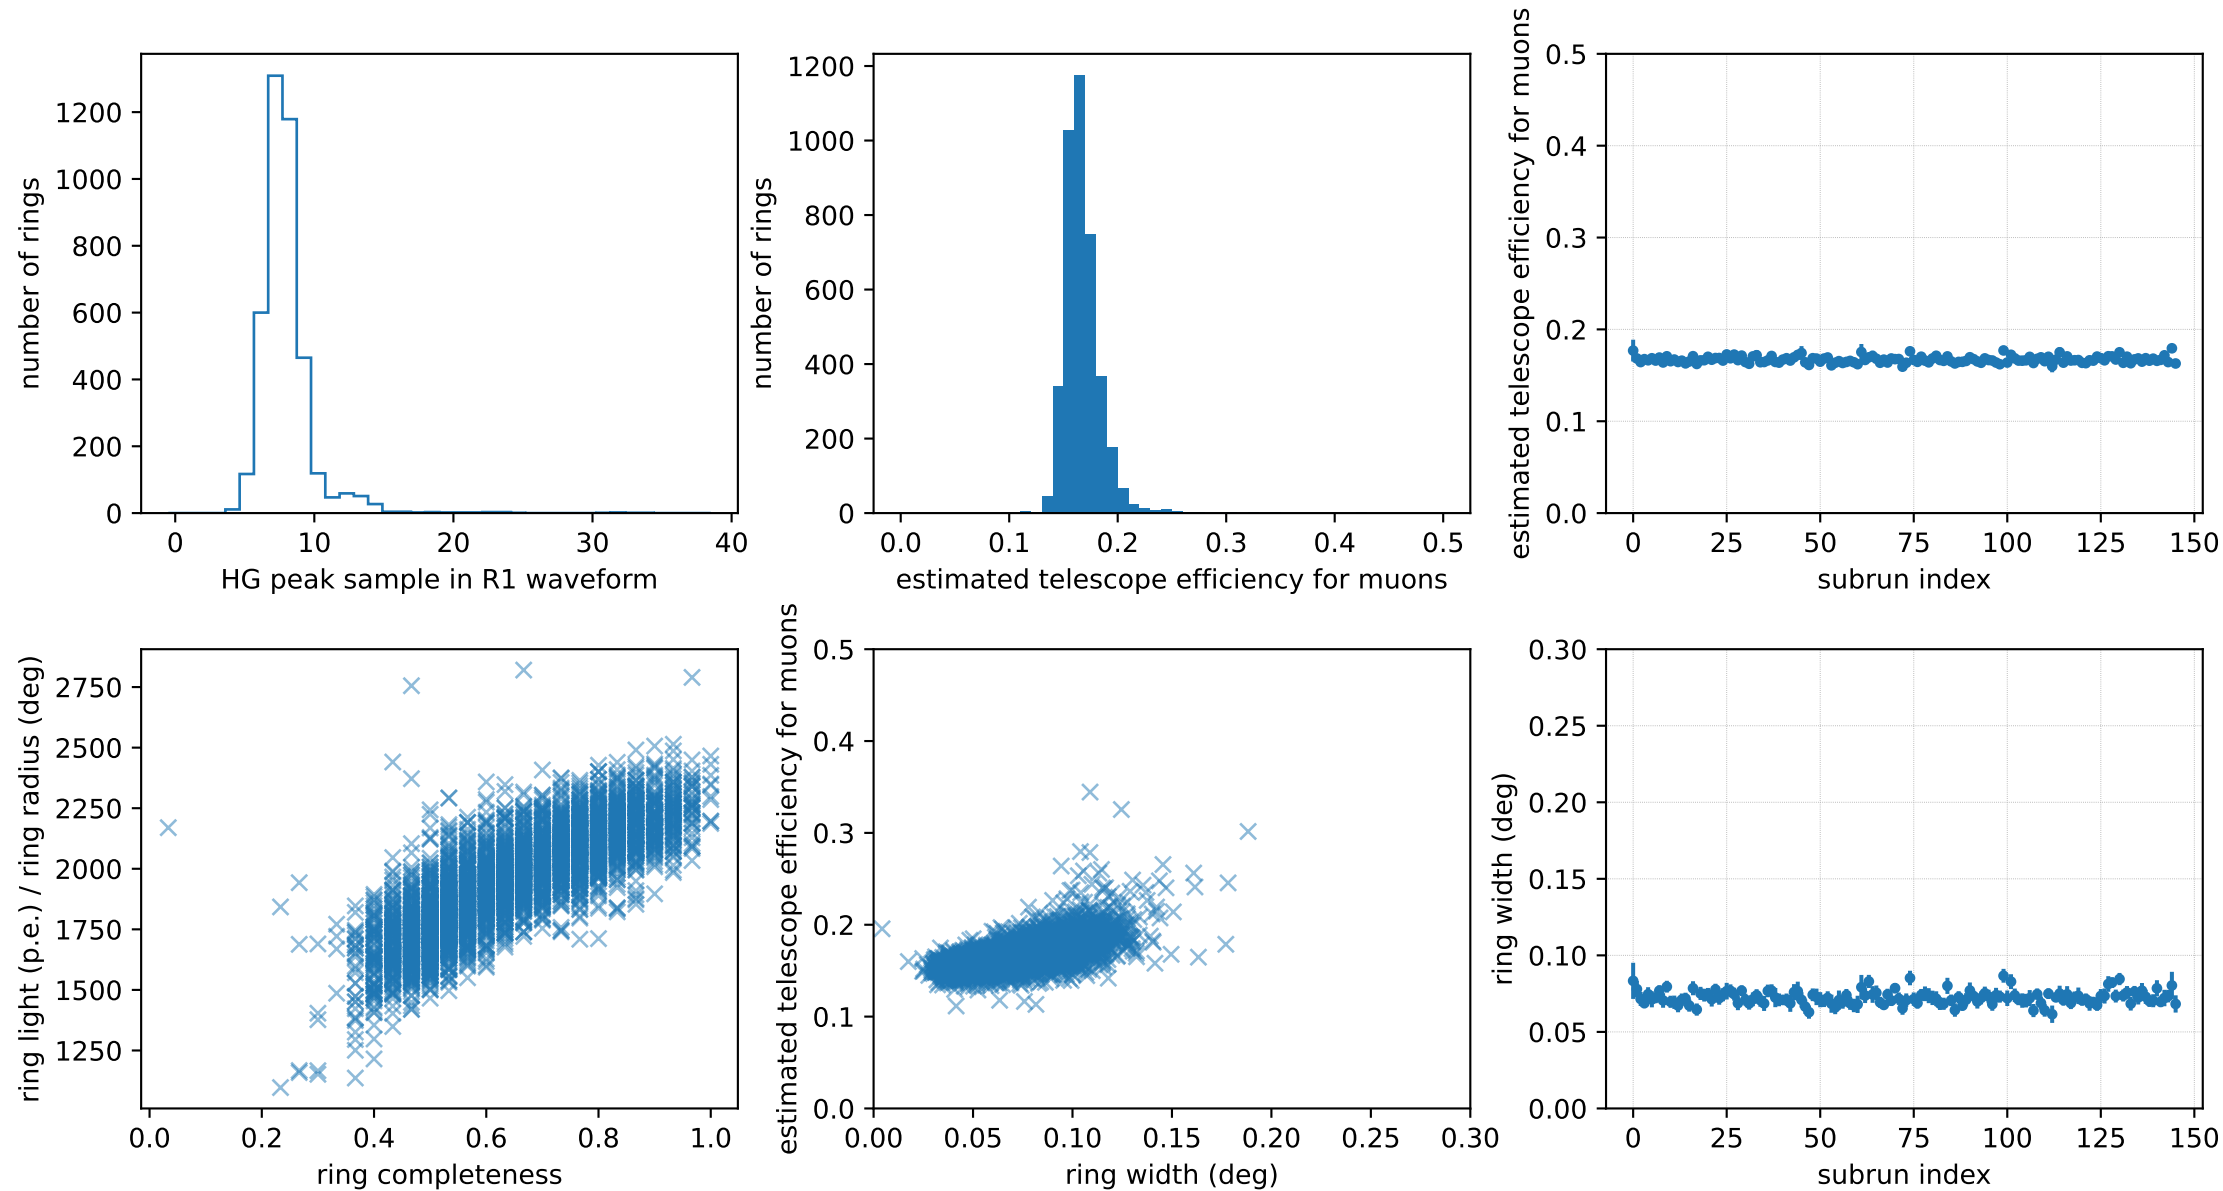 number of rings
0
200
400
600
800
1000
1200
0 10 20 30 40
HG peak sample in R1 waveform
number of rings
0
200
400
600
800
1000
1200
0.0 0.1 0.2 0.3 0.4 0.5
estimated telescope efficiency for muons
estimated telescope efficiency for muons
0.0
0.1
0.2
0.3
0.4
0.5
0 25 50 75 100 125 150
subrun index
ring light (p.e.) / ring radius (deg)
1250
1500
1750
2000
2250
2500
2750
0.0 0.2 0.4 0.6 0.8 1.0
ring completeness
estimated telescope efficiency for muons
0.0
0.1
0.2
0.3
0.4
0.5
0.00 0.05 0.10 0.15 0.20 0.25 0.30
ring width (deg)
ring width (deg)
0.00
0.05
0.10
0.15
0.20
0.25
0.30
0 25 50 75 100 125 150
subrun index